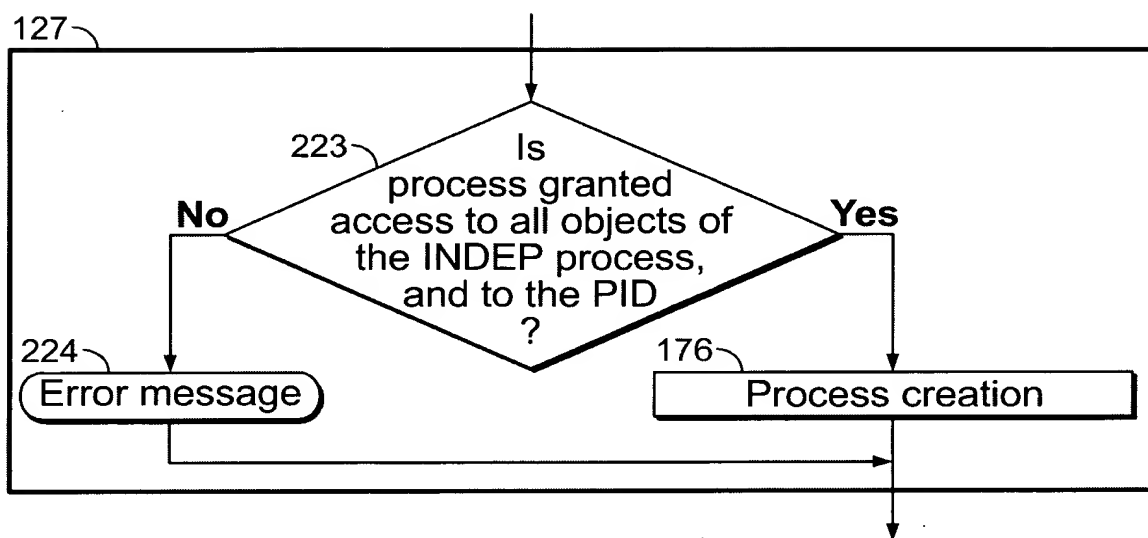 127
223
Is
process granted
access to all objects of
the INDEP process,
and to the PID
?
No
Yes
224
Error message
176
Process creation